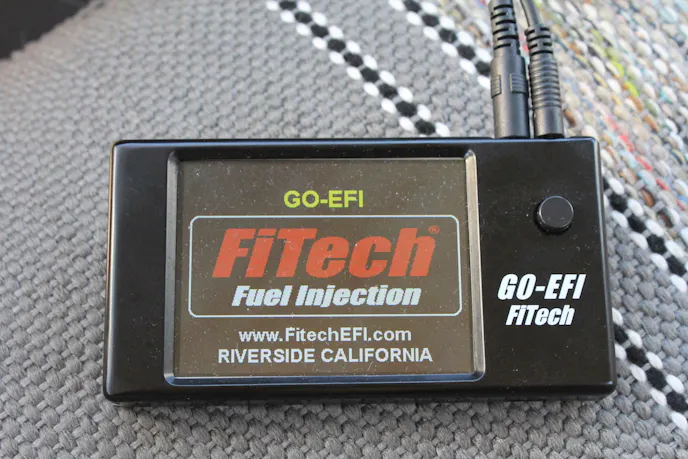 GO-EFI
FiTech®
Fuel Injection
www.FitechEFI.com
RIVERSIDE CALIFORNIA
GO-EFI
FITech